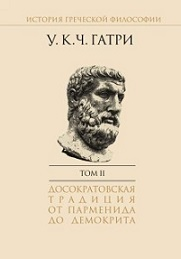 ИСТОРИЯ ГРЕЧЕСКОЙ ФИЛОСОФИИ
У. К. Ч. ГАТРИ
ТОМ II
ДОСОКРАТОВСКАЯ
ТРАДИЦИЯ
ОТ ПАРМЕНИДА
ДО ДЕМОКРИТА